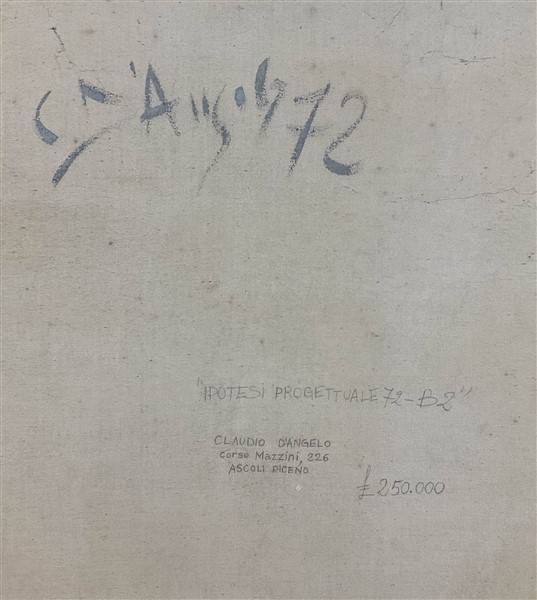 C D'Angelo 72
"IPOTESI PROGETTUALE 72-B2"
CLAUDIO D'ANGELO
Corso Mazzini, 226
ASCOLI PICENO
£ 250.000